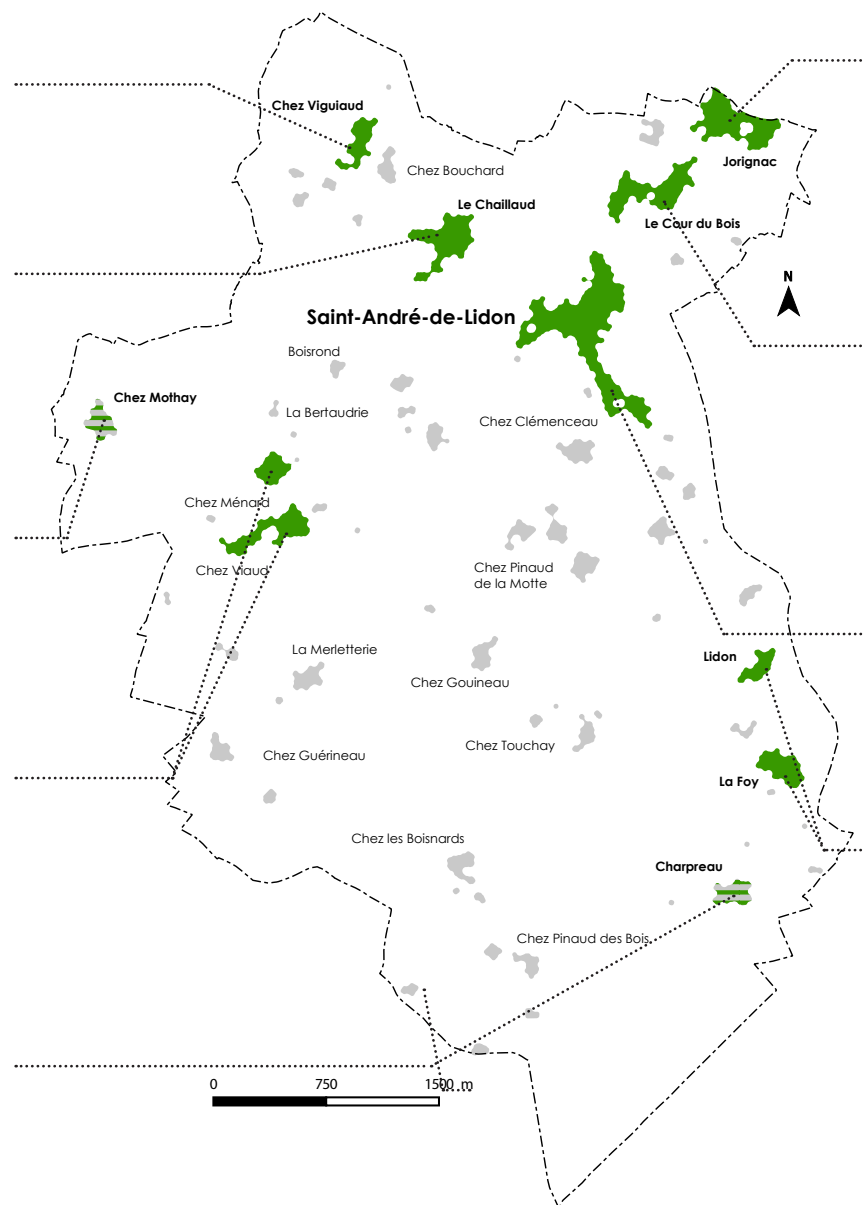 Chez Viguiaud
Jorignac
Chez Bouchard
Le Chaillaud
Le Cour du Bois
N
Saint-André-de-Lidon
Boisrond
Chez Mothay
La Bertaudrie
Chez Clémenceau
Chez Ménard
Chez Viaud
Chez Pinaud
de la Motte
La Merletterie
Lidon
Chez Gouineau
Chez Guérineau
Chez Touchay
La Foy
Chez les Boisnards
Charpreau
Chez Pinaud des Bois
0 750 1500 m